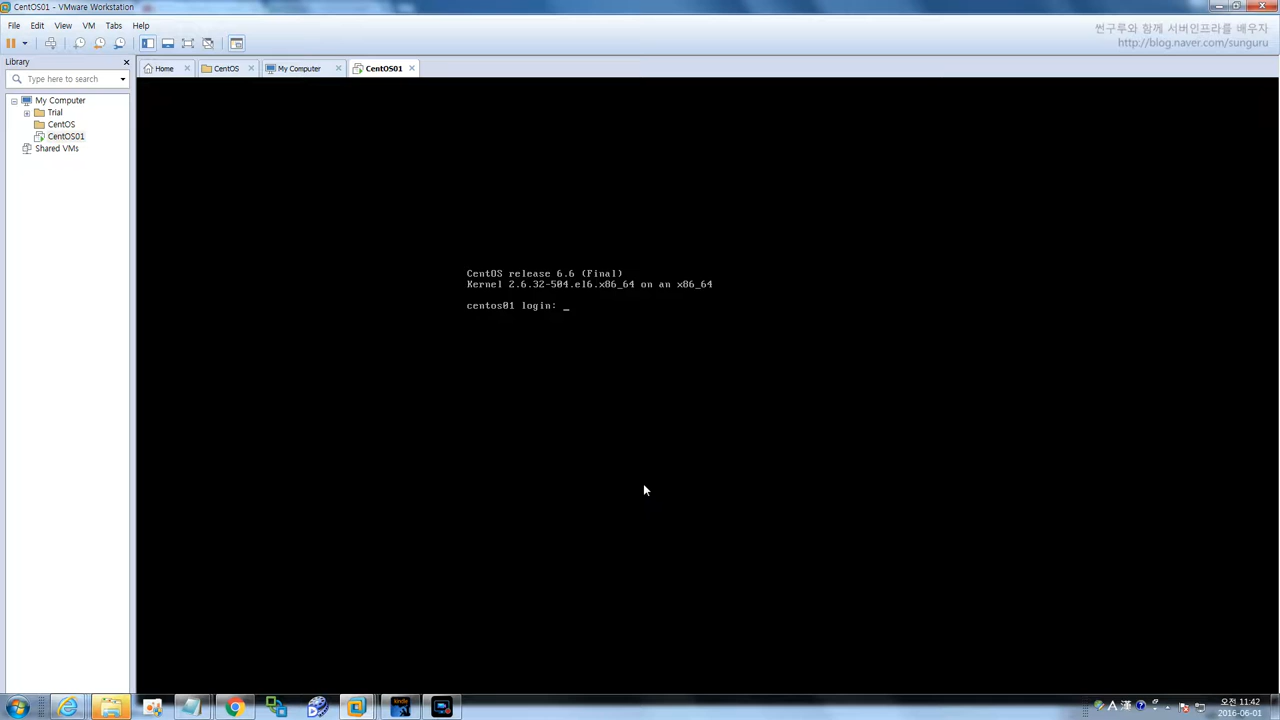 CentOS01 - VMware Workstation
File Edit View VM Tabs Help
썬구루와 함께 서버인프라를 배우자
http://blog.naver.com/sunguru
Library
Home CentOS My Computer CentOS01
Type here to search
My Computer
Trial
CentOS
CentOS01
Shared VMs
CentOS release 6.6 (Final)
Kernel 2.6.32-504.el6.x86_64 on an x86_64
centos01 login: _
kindle
A 漢
오전 11:42
2016-06-01